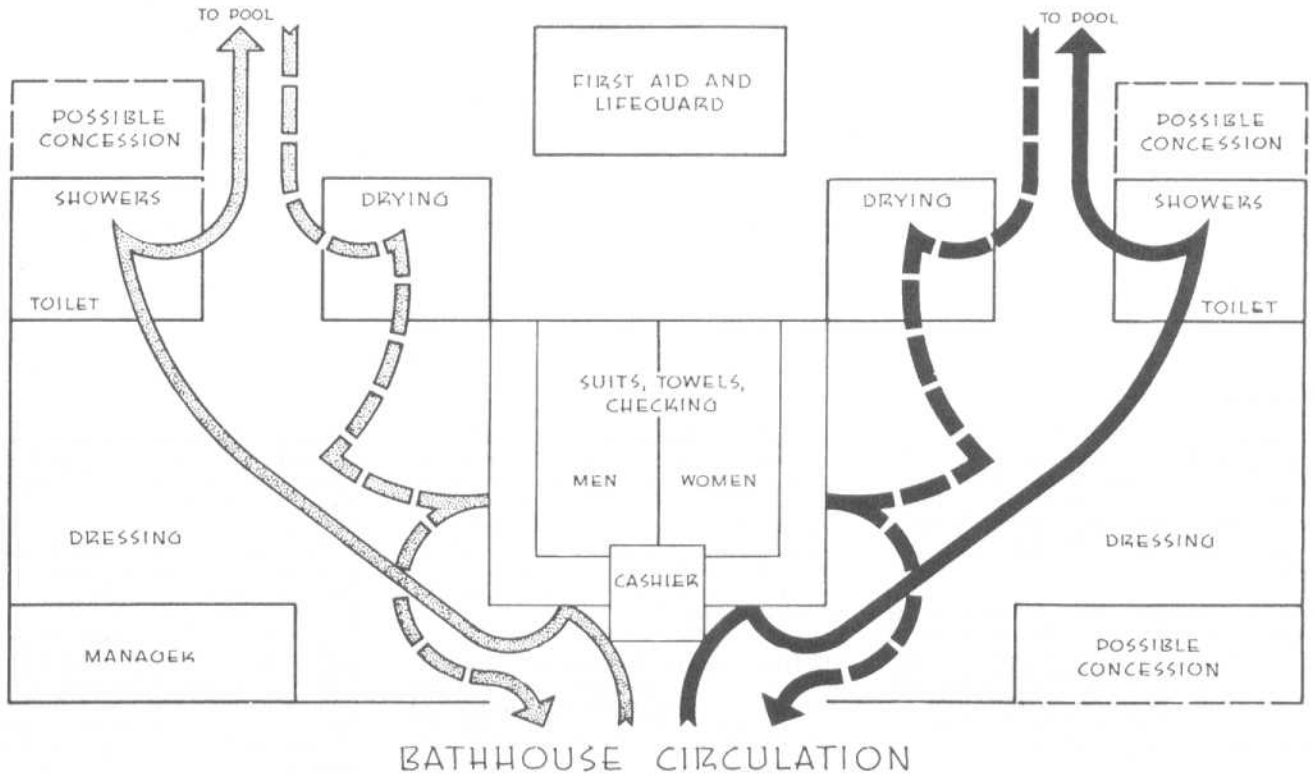 TO POOL
TO POOL
FIRST AID AND
LIFEGUARD
POSSIBLE
CONCESSION
POSSIBLE
CONCESSION
SHOWERS
DRYING
DRYING
SHOWERS
TOILET
TOILET
SUITS, TOWELS,
CHECKING
MEN
WOMEN
DRESSING
DRESSING
CASHIER
MANAGER
POSSIBLE
CONCESSION
BATHHOUSE CIRCULATION